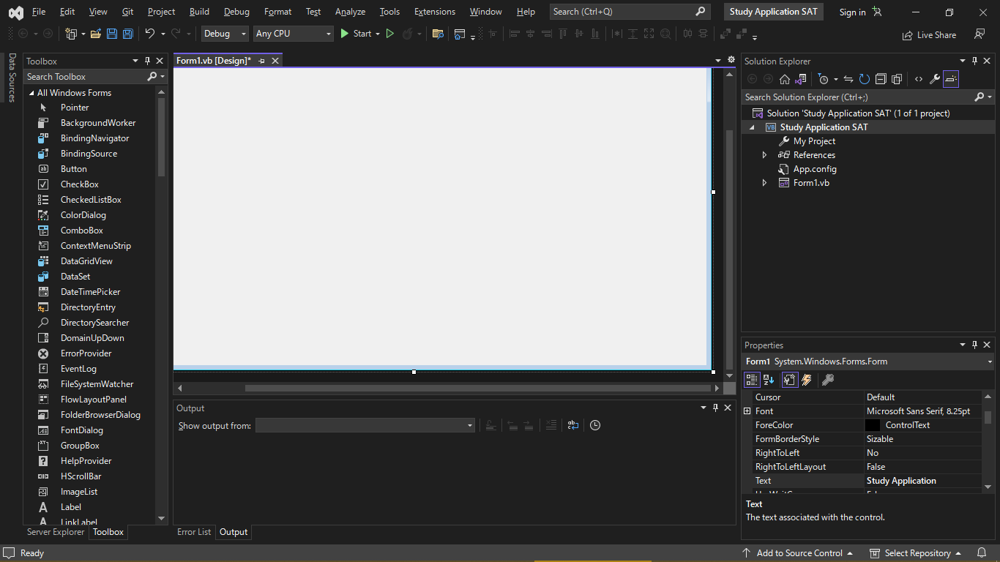 File Edit View Git Project Build Debug Format Test Analyze Tools Extensions Window Help Search (Ctrl+Q) Study Application SAT Sign in
Debug Any CPU Start Live Share
Data Sources
Toolbox
Search Toolbox
All Windows Forms
Pointer
BackgroundWorker
BindingNavigator
BindingSource
Button
CheckBox
CheckedListBox
ColorDialog
ComboBox
ContextMenuStrip
DataGridView
DataSet
DateTimePicker
DirectoryEntry
DirectorySearcher
DomainUpDown
ErrorProvider
EventLog
FileSystemWatcher
FlowLayoutPanel
FolderBrowserDialog
FontDialog
GroupBox
HelpProvider
HScrollBar
ImageList
Label
LinkLabel
Server Explorer Toolbox
Form1.vb [Design]*
Output
Show output from:
Error List Output
Solution Explorer
Search Solution Explorer (Ctrl+;)
Solution 'Study Application SAT' (1 of 1 project)
VB Study Application SAT
My Project
References
App.config
Form1.vb
Properties
Form1 System.Windows.Forms.Form
Cursor Default
Font Microsoft Sans Serif, 8.25pt
ForeColor ControlText
FormBorderStyle Sizable
RightToLeft No
RightToLeftLayout False
Text Study Application
Text
The text associated with the control.
Ready Add to Source Control Select Repository